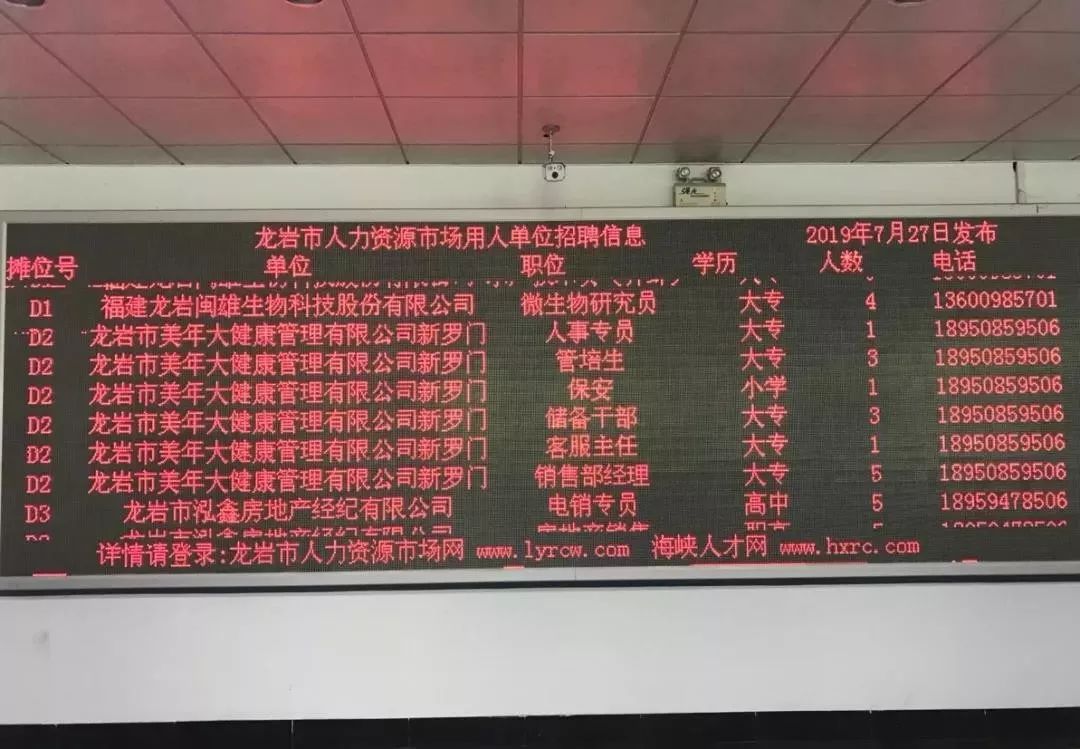 龙岩市人力资源市场用人单位招聘信息 2019年7月27日发布
摊位号 单位 职位 学历 人数 电话
D1 福建龙岩闽雄生物科技股份有限公司 微生物研究员 大专 4 13600985701
D2 龙岩市美年大健康管理有限公司新罗门 人事专员 大专 1 18950859506
D2 龙岩市美年大健康管理有限公司新罗门 管培生 大专 3 18950859506
D2 龙岩市美年大健康管理有限公司新罗门 保安 小学 1 18950859506
D2 龙岩市美年大健康管理有限公司新罗门 储备干部 大专 3 18950859506
D2 龙岩市美年大健康管理有限公司新罗门 客服主任 大专 1 18950859506
D2 龙岩市美年大健康管理有限公司新罗门 销售部经理 大专 5 18950859506
D3 龙岩市泓鑫房地产经纪有限公司 电销专员 高中 5 18959478506
详情请登录:龙岩市人力资源市场网 www.lyrcw.com 海峡人才网 www.hxrc.com